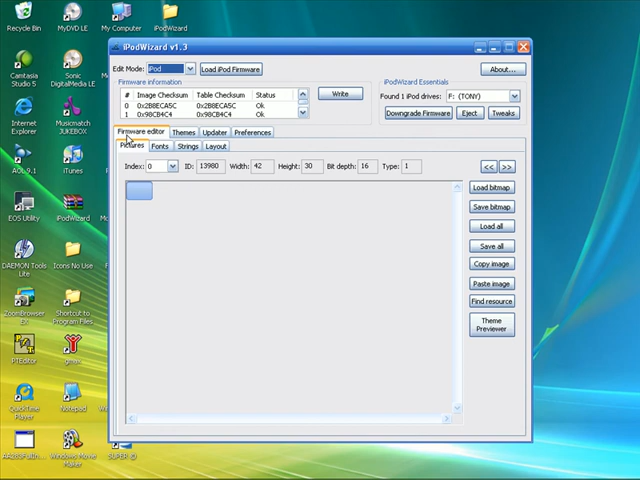 iPodWizard v1.3
Edit Mode: iPod Load iPod Firmware About...
Firmware information
# Image Checksum Table Checksum Status
0 0x2B8ECA5C 0x2B8ECA5C Ok
1 0x98CB4C4 0x98CB4C4 Ok
Write
iPodWizard Essentials
Found 1 iPod drives: F: (TONY)
Downgrade Firmware Eject Tweaks
Firmware editor Themes Updater Preferences
Pictures Fonts Strings Layout
Index: 0 ID: 13980 Width: 42 Height: 30 Bit depth: 16 Type: 1 << >>
Load bitmap
Save bitmap
Load all
Save all
Copy image
Paste image
Find resource
Theme
Previewer
Recycle Bin
MyDVD LE
My Computer
iPodWizard
Camtasia
Studio 5
Sonic
DigitalMedia LE
Internet
Explorer
Musicmatch
JUKEBOX
AOL 9.1
iTunes
EOS Utility
iPodWizard
DAEMON Tools
Lite
Icons No Use
ZoomBrowser
EX
Shortcut to
Program Files
PTEditor
gmax
QuickTime
Player
Notepad
Windows Movie
Maker
SUPER ©